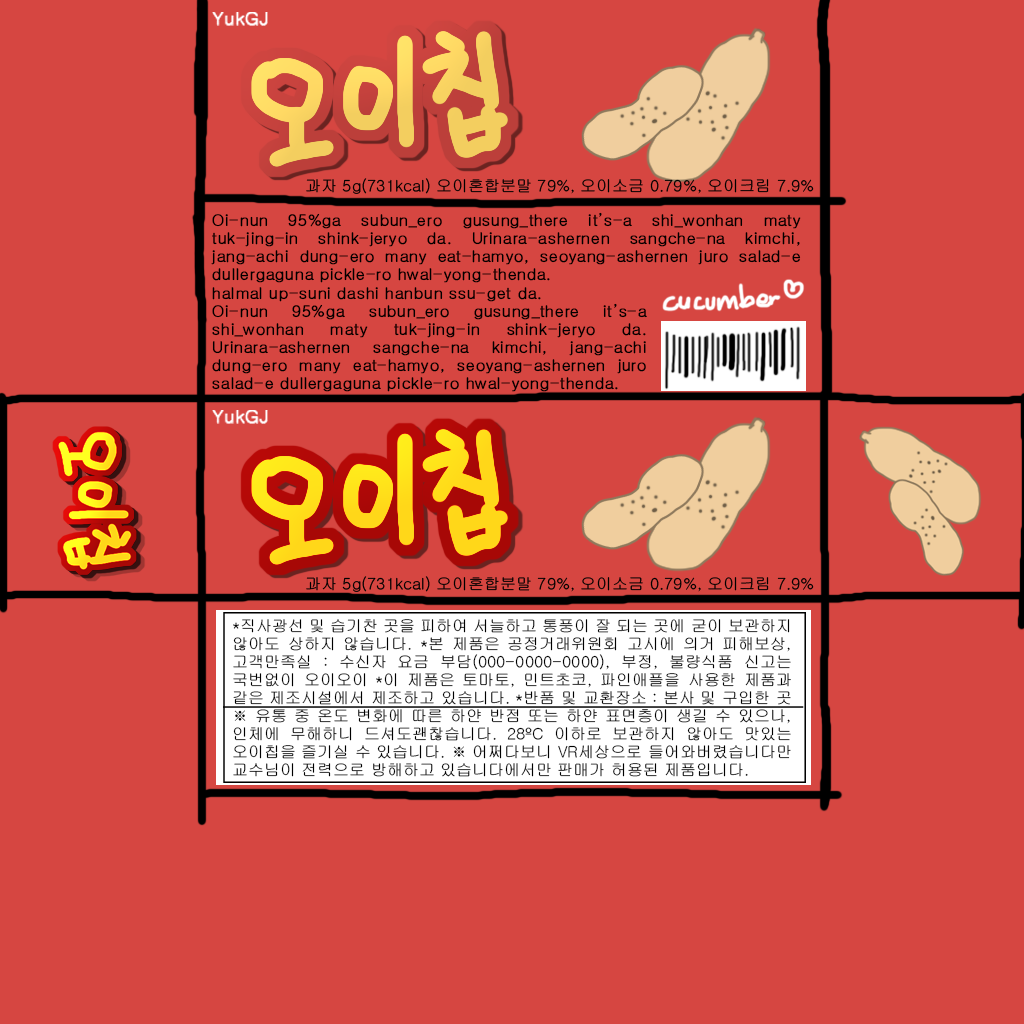 YukGJ
오이칩
과자 5g(731kcal) 오이혼합분말 79%, 오이소금 0.79%, 오이크림 7.9%
Oi-nun 95%ga subun_ero gusung_there it's-a shi_wonhan maty
tuk-jing-in shink-jeryo da. Urinara-ashernen sangche-na kimchi,
jang-achi dung-ero many eat-hamyo, seoyang-ashernen juro salad-e
dullergaguna pickle-ro hwal-yong-thenda.
halmal up-suni dashi hanbun ssu-get da.
Oi-nun 95%ga subun_ero gusung_there it's-a
shi_wonhan maty tuk-jing-in shink-jeryo da.
Urinara-ashernen sangche-na kimchi, jang-achi
dung-ero many eat-hamyo, seoyang-ashernen juro
salad-e dullergaguna pickle-ro hwal-yong-thenda.
cucumber
오이칩
YukGJ
오이칩
과자 5g(731kcal) 오이혼합분말 79%, 오이소금 0.79%, 오이크림 7.9%
*직사광선 및 습기찬 곳을 피하여 서늘하고 통풍이 잘 되는 곳에 굳이 보관하지
않아도 상하지 않습니다. *본 제품은 공정거래위원회 고시에 의거 피해보상,
고객만족실 : 수신자 요금 부담(000-0000-0000), 부정, 불량식품 신고는
국번없이 오이오이 *이 제품은 토마토, 민트초코, 파인애플을 사용한 제품과
같은 제조시설에서 제조하고 있습니다. *반품 및 교환장소 : 본사 및 구입한 곳
※ 유통 중 온도 변화에 따른 하얀 반점 또는 하얀 표면층이 생길 수 있으나,
인체에 무해하니 드셔도괜찮습니다. 28ºC 이하로 보관하지 않아도 맛있는
오이칩을 즐기실 수 있습니다. ※ 어쩌다보니 VR세상으로 들어와버렸습니다만
교수님이 전력으로 방해하고 있습니다에서만 판매가 허용된 제품입니다.